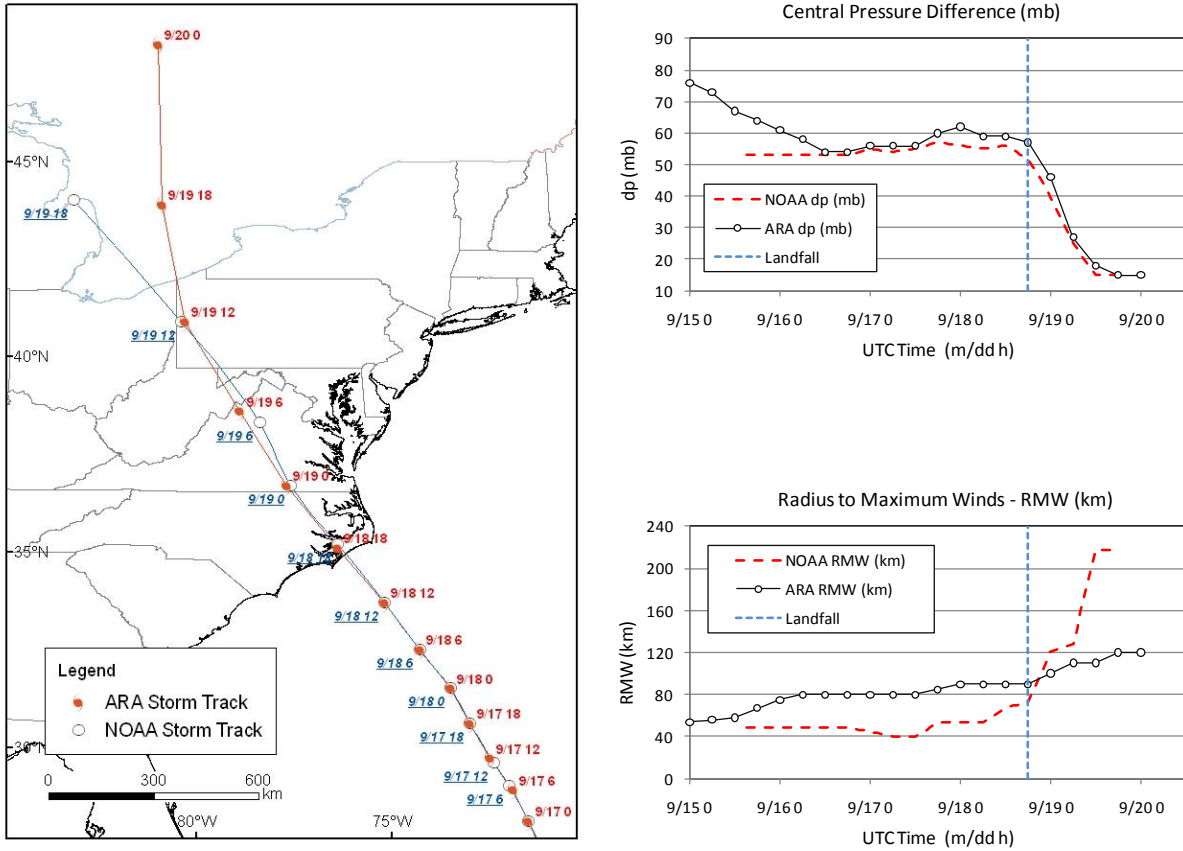 9/20 0
45°N
9/19 18
9/19 18
9/19 12
9/19 12
40°N
9/19 6
9/19 6
9/19 0
9/19 0
35°N
9/18 18
9/18 12
9/18 12
9/18 6
9/18 6
9/18 0
9/18 0
9/17 18
9/17 18
30°N
9/17 12
9/17 12
9/17 6
9/17 6
9/17 0
Legend
ARA Storm Track
NOAA Storm Track
0 300 600
km
80°W 75°W
Central Pressure Difference (mb)
90
80
70
60
50
40
30
20
10
dp (mb)
NOAA dp (mb)
ARA dp (mb)
Landfall
9/15 0 9/16 0 9/17 0 9/18 0 9/19 0 9/20 0
UTC Time (m/dd h)
Radius to Maximum Winds - RMW (km)
240
200
160
120
80
40
0
RMW (km)
NOAA RMW (km)
ARA RMW (km)
Landfall
9/15 0 9/16 0 9/17 0 9/18 0 9/19 0 9/20 0
UTC Time (m/dd h)